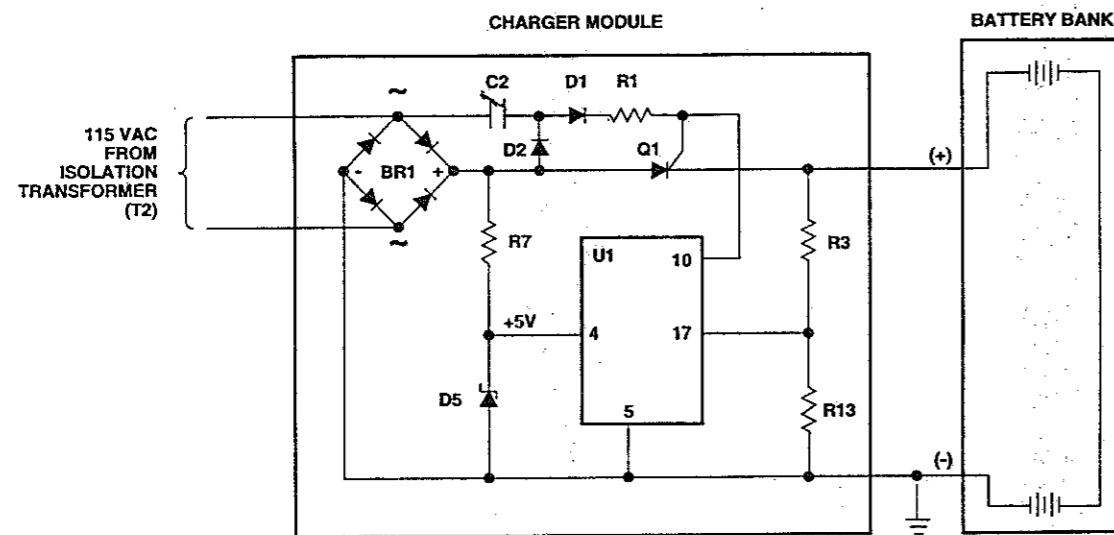 CHARGER MODULE
BATTERY BANK
C2
D1
R1
~
115 VAC
FROM
ISOLATION
TRANSFORMER
(T2)
D2
Q1
(+)
-
BR1
+
~
R7
U1
10
R3
+5V
4
17
D5
5
R13
(-)